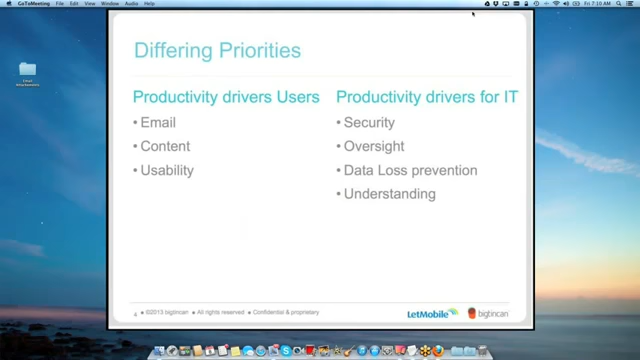 GoToMeeting File Edit View Window Audio Help
Fri 7:10 AM
Email Attachments
Differing Priorities
Productivity drivers Users
• Email
• Content
• Usability
Productivity drivers for IT
• Security
• Oversight
• Data Loss prevention
• Understanding
4 ©2013 bigtincan All rights reserved Confidential & proprietary
LetMobile bigtincan